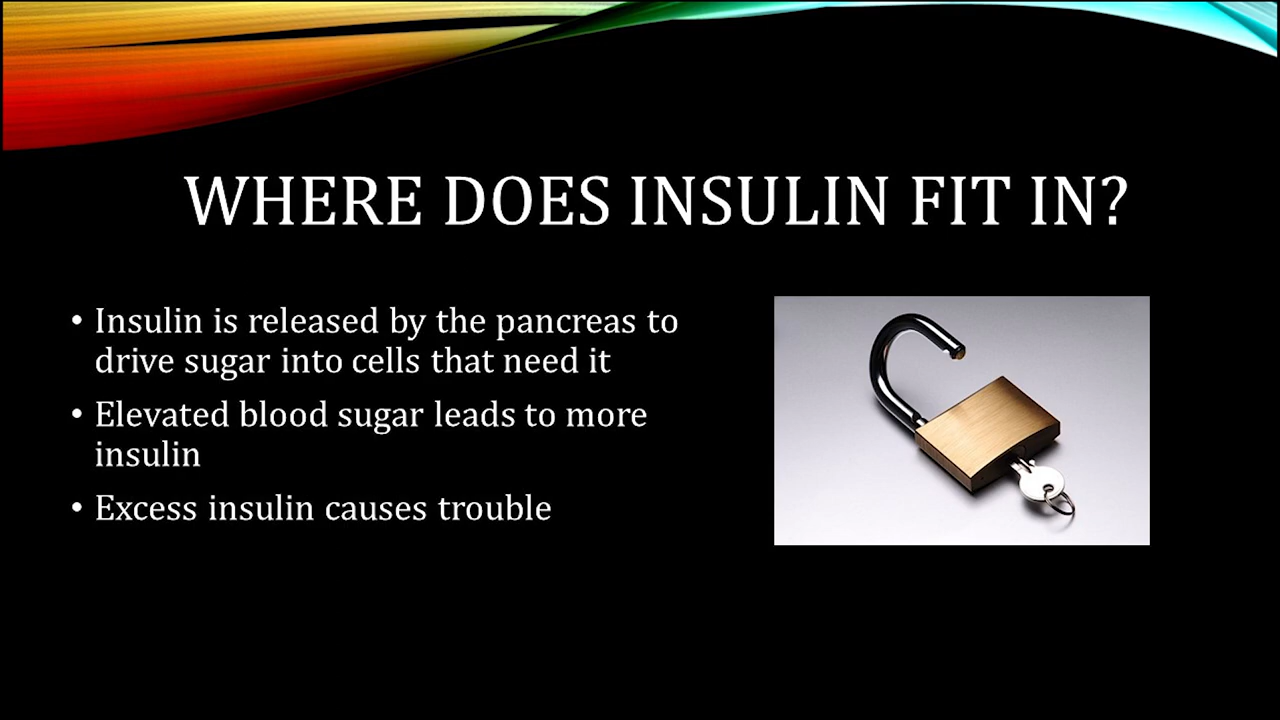 WHERE DOES INSULIN FIT IN?
• Insulin is released by the pancreas to
drive sugar into cells that need it
• Elevated blood sugar leads to more
insulin
• Excess insulin causes trouble